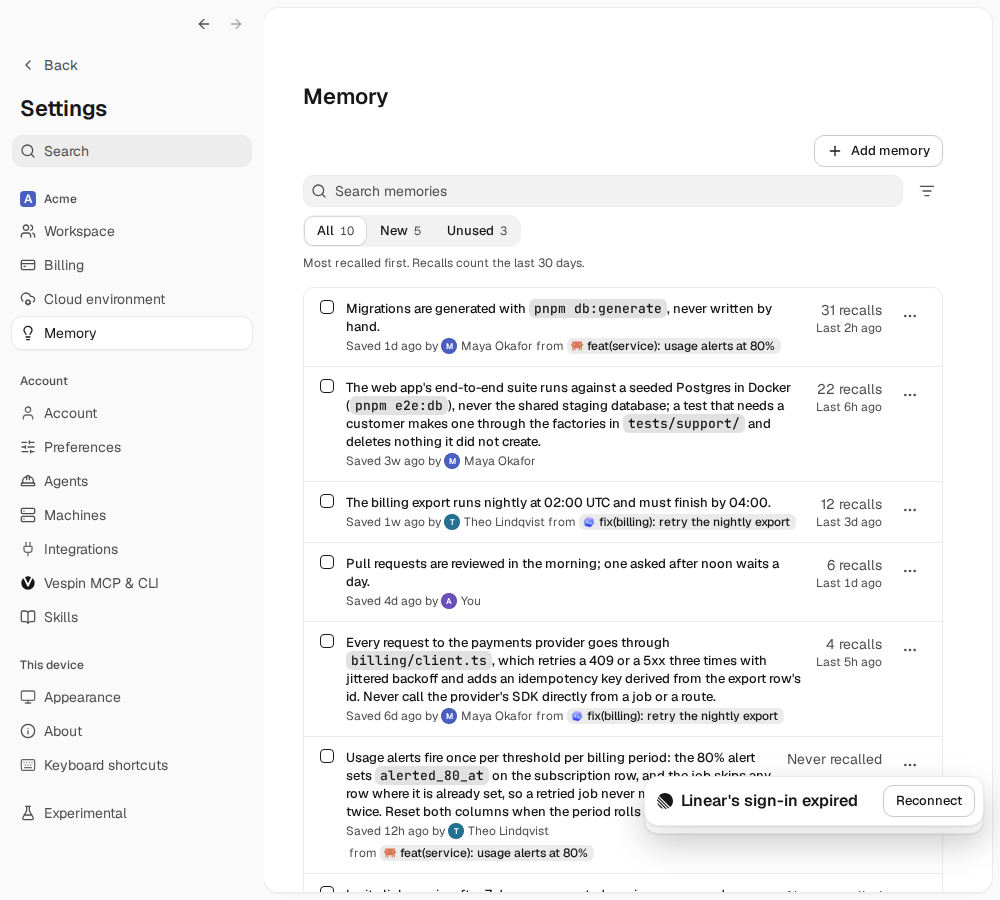 Back
Settings
Search
A Acme
Workspace
Billing
Cloud environment
Memory
Account
Account
Preferences
Agents
Machines
Integrations
Vespin MCP & CLI
Skills
This device
Appearance
About
Keyboard shortcuts
Experimental
Memory
Add memory
Search memories
All 10 New 5 Unused 3
Most recalled first. Recalls count the last 30 days.
Migrations are generated with pnpm db:generate, never written by
hand.
Saved 1d ago by M Maya Okafor from feat(service): usage alerts at 80%
31 recalls
Last 2h ago
The web app's end-to-end suite runs against a seeded Postgres in Docker
(pnpm e2e:db), never the shared staging database; a test that needs a
customer makes one through the factories in tests/support/ and
deletes nothing it did not create.
Saved 3w ago by M Maya Okafor
22 recalls
Last 6h ago
The billing export runs nightly at 02:00 UTC and must finish by 04:00.
Saved 1w ago by T Theo Lindqvist from fix(billing): retry the nightly export
12 recalls
Last 3d ago
Pull requests are reviewed in the morning; one asked after noon waits a
day.
Saved 4d ago by A You
6 recalls
Last 1d ago
Every request to the payments provider goes through
billing/client.ts, which retries a 409 or a 5xx three times with
jittered backoff and adds an idempotency key derived from the export row's
id. Never call the provider's SDK directly from a job or a route.
Saved 6d ago by M Maya Okafor from fix(billing): retry the nightly export
4 recalls
Last 5h ago
Usage alerts fire once per threshold per billing period: the 80% alert
sets alerted_80_at on the subscription row, and the job skips any
row where it is already set, so a retried job never
twice. Reset both columns when the period rolls
Saved 12h ago by T Theo Lindqvist
from feat(service): usage alerts at 80%
Never recalled
Linear's sign-in expired
Reconnect